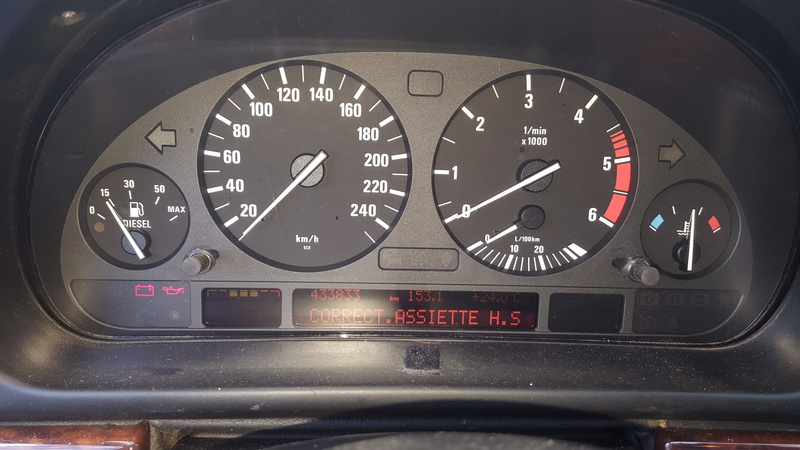 0
15
30
50
MAX
DIESEL
20
40
60
80
100
120
140
160
180
200
220
240
km/h
ECE
0
1
2
3
4
5
6
1/min
x1000
0
10
20
L/100km
433833 km 153.1 +24.0°C
CORRECT.ASSIETTE H.S